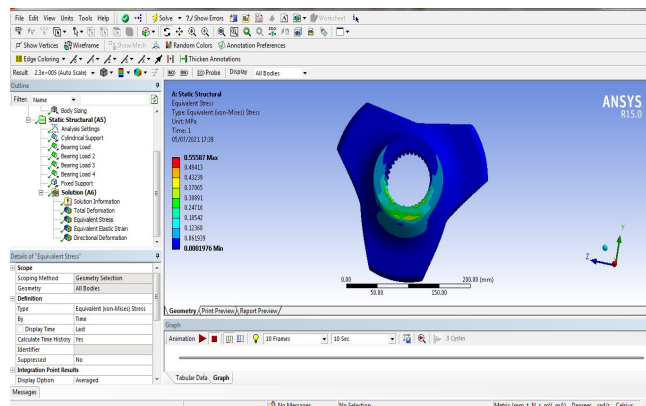 File Edit View Units Tools Help Solve ?/ Show Errors Worksheet
Show Vertices Wireframe Show Mesh Random Colors Annotation Preferences
Edge Coloring Thicken Annotations
Result 2.3e+005 (Auto Scale) Probe Display All Bodies
Outline
Filter: Name
Body Sizing
Static Structural (A5)
Analysis Settings
Cylindrical Support
Bearing Load
Bearing Load 2
Bearing Load 3
Bearing Load 4
Fixed Support
Solution (A6)
Solution Information
Total Deformation
Equivalent Stress
Equivalent Elastic Strain
Directional Deformation
Details of "Equivalent Stress"
Scope
Scoping Method Geometry Selection
Geometry All Bodies
Definition
Type Equivalent (von-Mises) Stress
By Time
Display Time Last
Calculate Time History Yes
Identifier
Suppressed No
Integration Point Results
Display Option Averaged
A: Static Structural
Equivalent Stress
Type: Equivalent (von-Mises) Stress
Unit: MPa
Time: 1
05/07/2021 17:39
0.55587 Max
0.49413
0.43239
0.37065
0.30891
0.24716
0.18542
0.12368
0.061939
0.0001976 Min
ANSYS
R15.0
Y
Z
0.00 200.00 (mm)
50.00 150.00
Geometry Print Preview Report Preview
Graph
Animation 10 Frames 10 Sec 3 Cycles
Tabular Data Graph
Messages
No Messages No Selection Metric (mm, t, N, s, mV, mA) Degrees rad/s Celsius